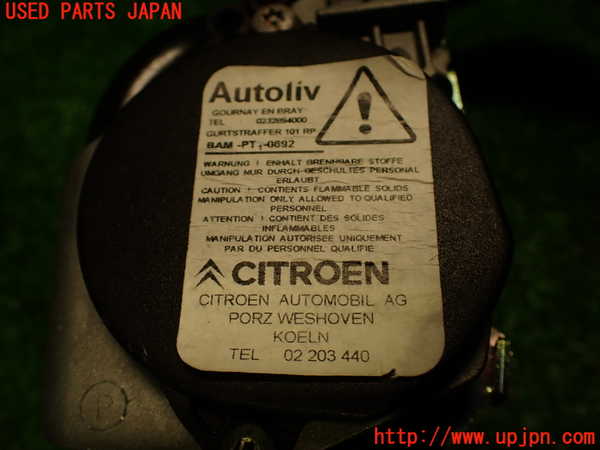 USED PARTS JAPAN
Autoliv
GOURNAY EN BRAY
TEL 0232894000
GURTSTRAFFER 101 RP
BAM -PT1-0692
WARNUNG ! ENHALT BRENNBARE STOFFE
UMGANG NUR DURCH GESCHULTES PERSONAL
ERLAUBT
CAUTION ! CONTENTS FLAMMABLE SOLIDS
MANIPULATION ONLY ALLOWED TO QUALIFIED
PERSONNEL
ATTENTION ! CONTIENT DES SOLIDES
INFLAMMABLES
MANIPULATION AUTORISEE UNIQUEMENT
PAR DU PERSONNEL QUALIFIE
CITROEN
CITROEN AUTOMOBIL AG
PORZ WESHOVEN
KOELN
TEL 02 203 440
P
http://www.upjpn.com/